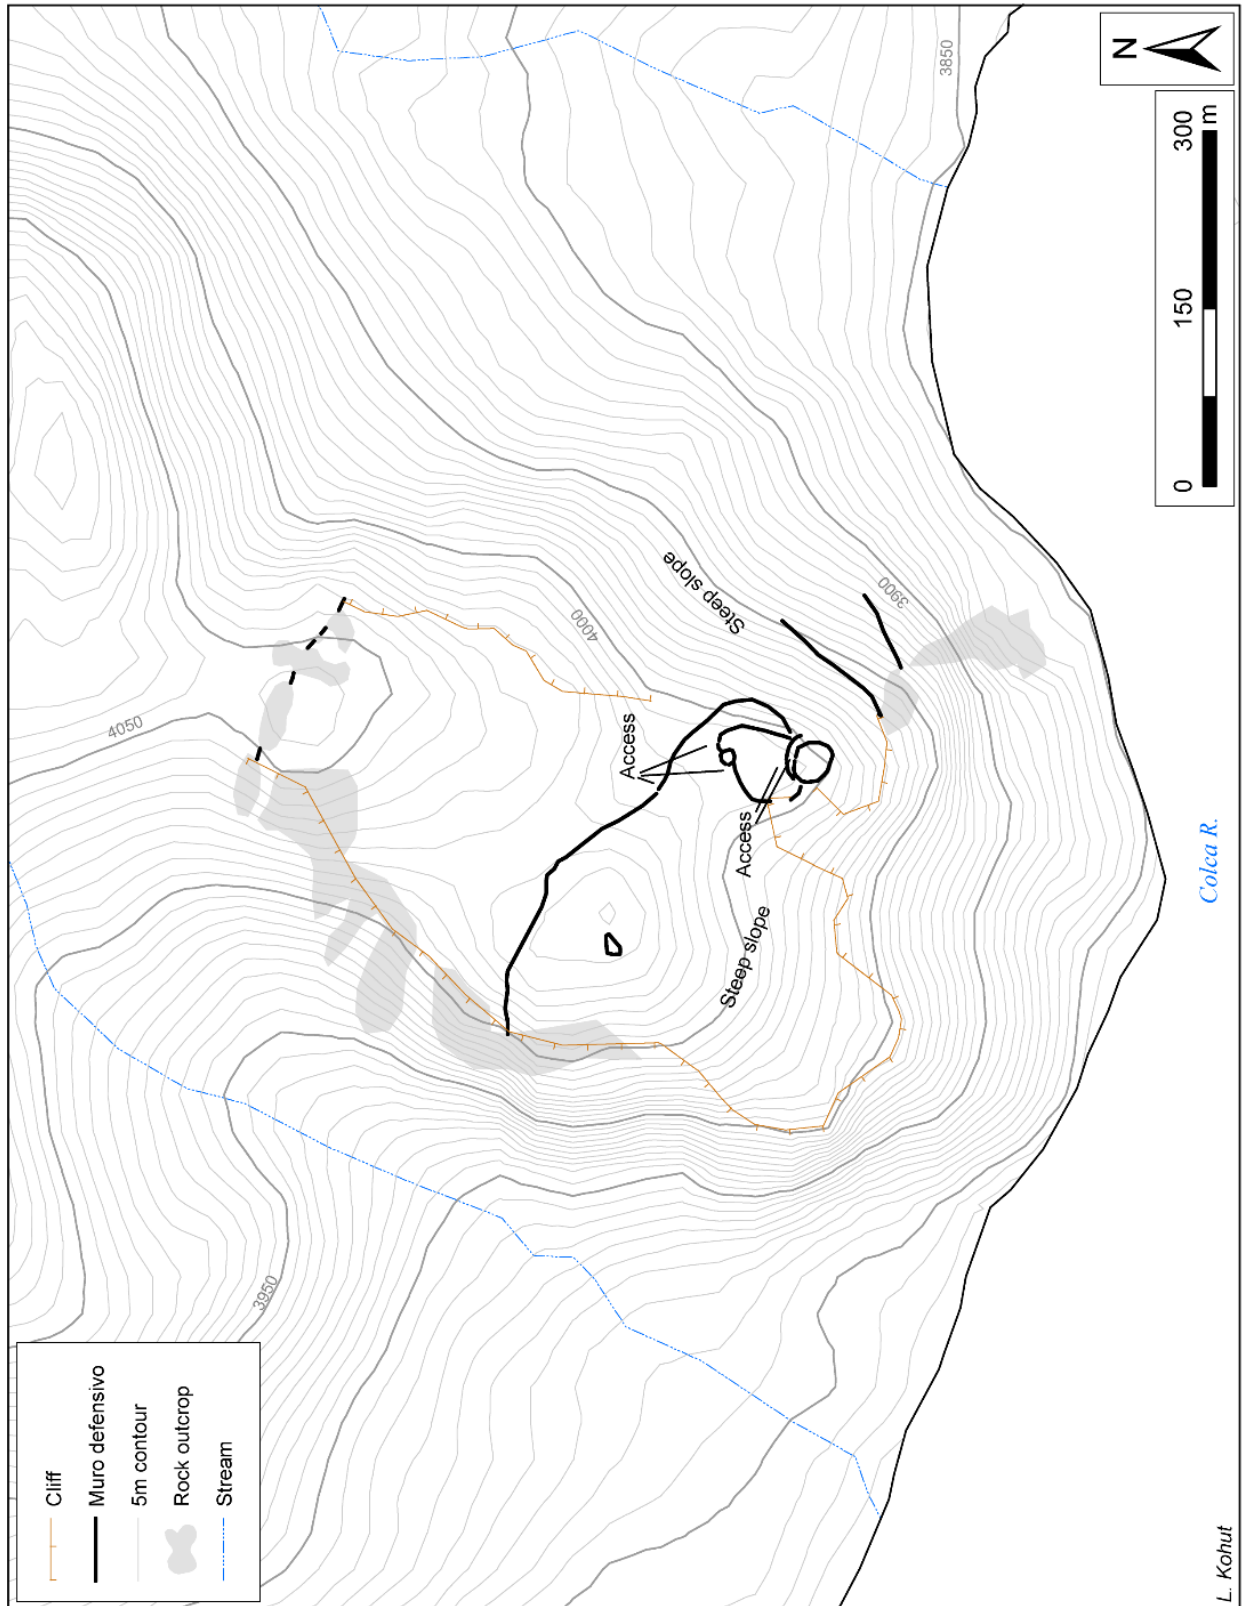 Cliff
Muro defensivo
5m contour
Rock outcrop
Stream
3950
4050
4000
3900
3850
Access
Access
Steep slope
Steep slope
Colca R.
N
0 150 300
m
L. Kohut